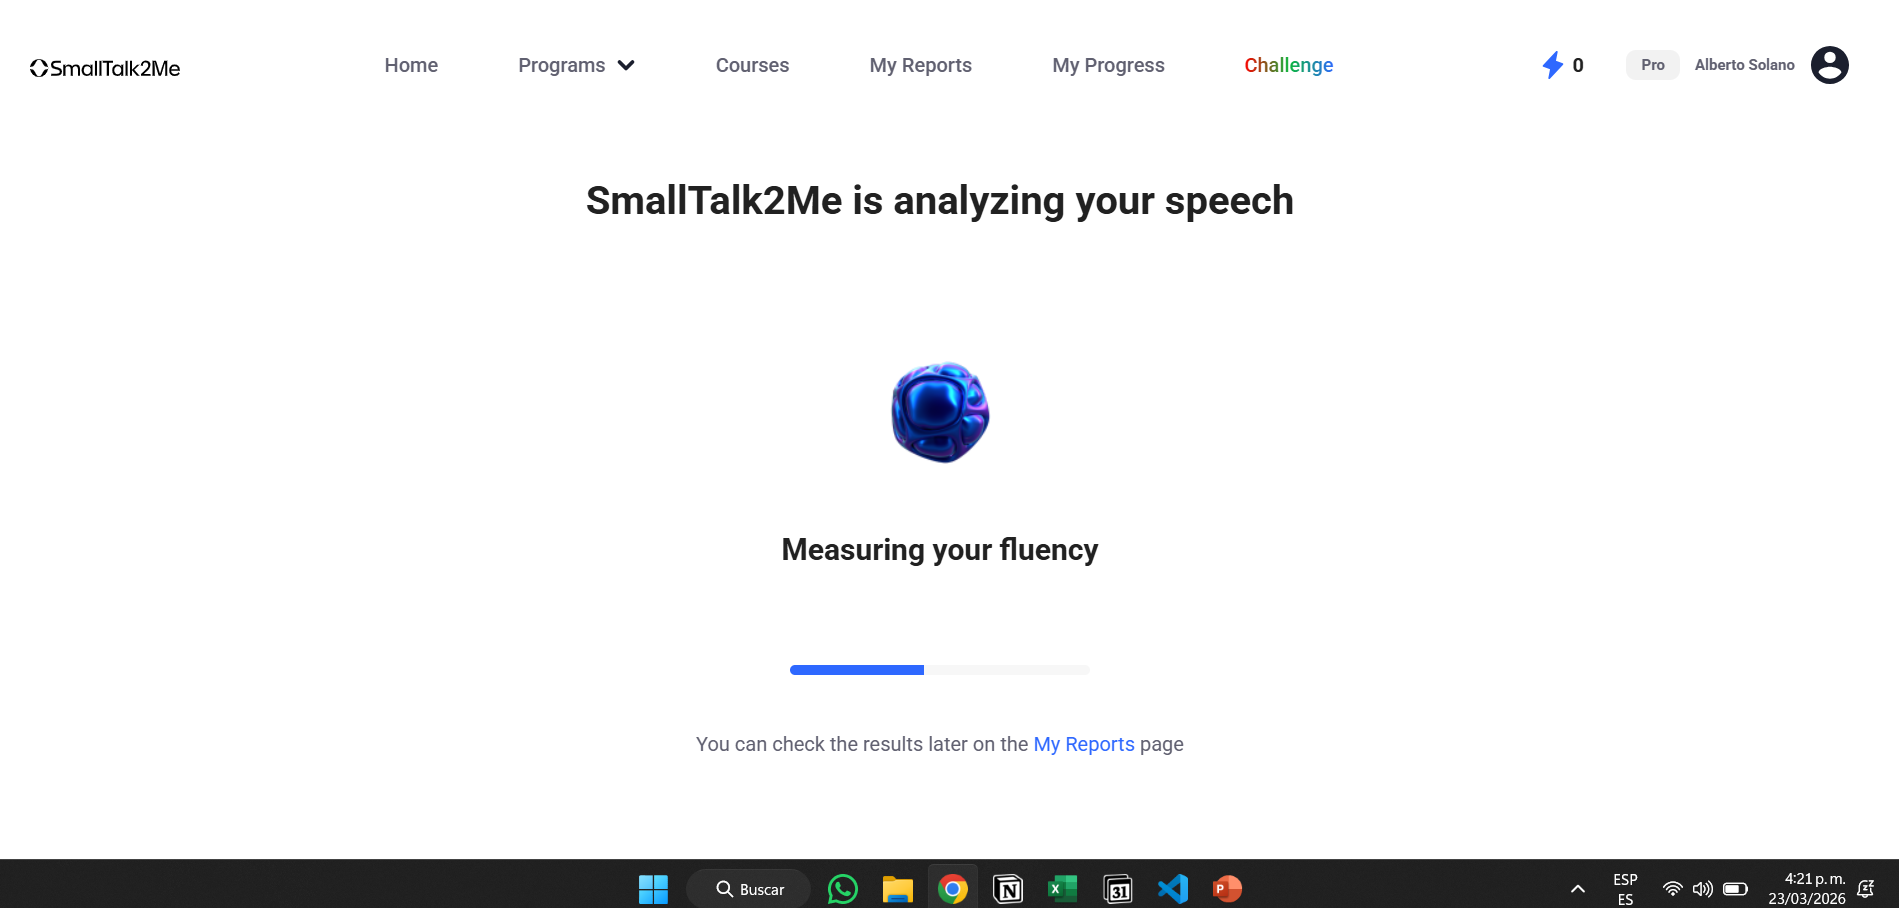 SmallTalk2Me
Home Programs Courses My Reports My Progress Challenge 0 Pro Alberto Solano
SmallTalk2Me is analyzing your speech
Measuring your fluency
You can check the results later on the My Reports page
Buscar
N
X
31
P
ESP
ES
4:21 p. m.
23/03/2026